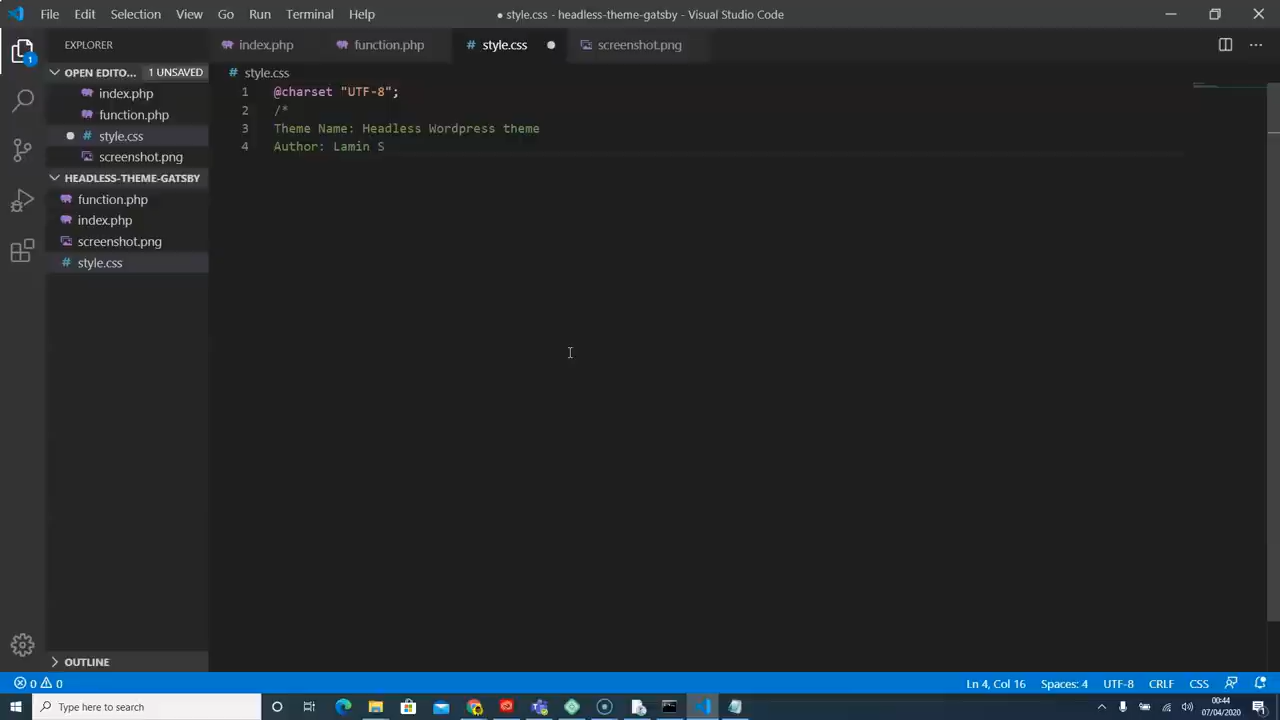 File Edit Selection View Go Run Terminal Help
● style.css - headless-theme-gatsby - Visual Studio Code
EXPLORER
index.php
function.php
style.css
screenshot.png
OPEN EDITO... 1 UNSAVED
index.php
function.php
style.css
screenshot.png
HEADLESS-THEME-GATSBY
function.php
index.php
screenshot.png
style.css
OUTLINE
style.css
1 @charset "UTF-8";
2 /*
3 Theme Name: Headless Wordpress theme
4 Author: Lamin S
1
0 0
Ln 4, Col 16 Spaces: 4 UTF-8 CRLF CSS
Type here to search
00:44
07/04/2020